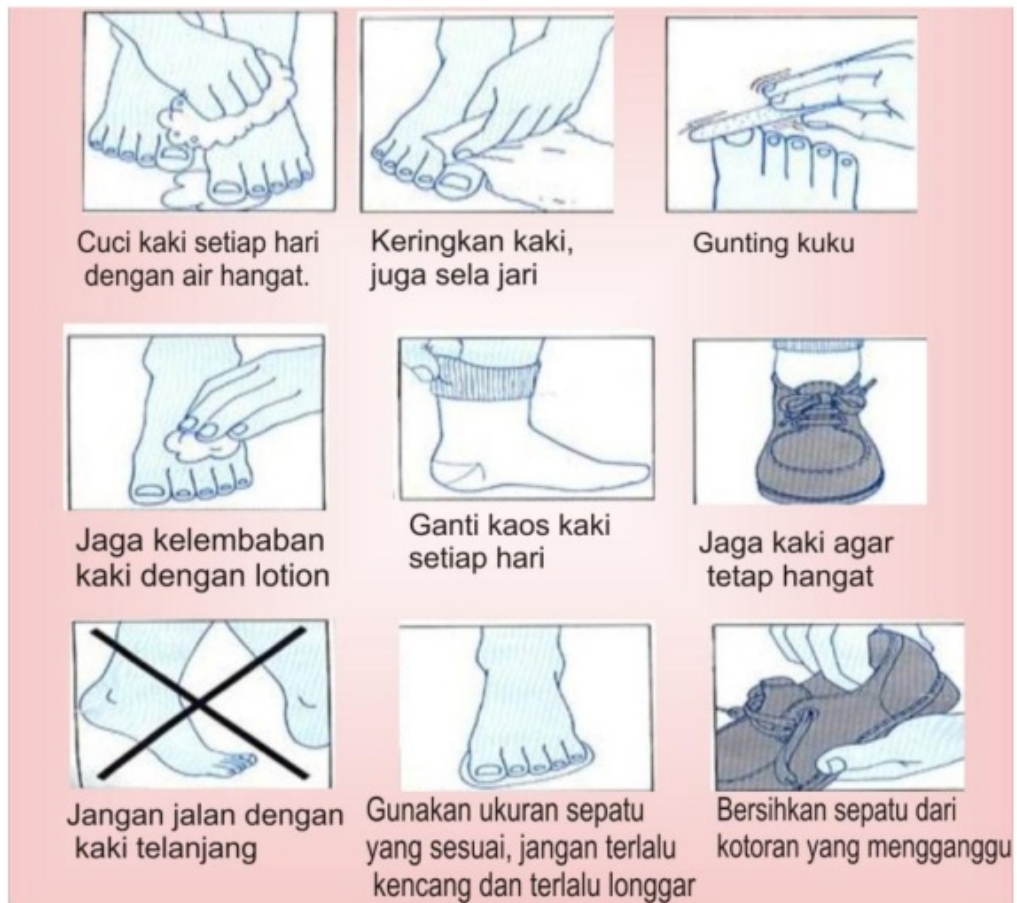 Cuci kaki setiap hari
dengan air hangat.
Keringkan kaki,
juga sela jari
Gunting kuku
Jaga kelembaban
kaki dengan lotion
Ganti kaos kaki
setiap hari
Jaga kaki agar
tetap hangat
Jangan jalan dengan
kaki telanjang
Gunakan ukuran sepatu
yang sesuai, jangan terlalu
kencang dan terlalu longgar
Bersihkan sepatu dari
kotoran yang mengganggu